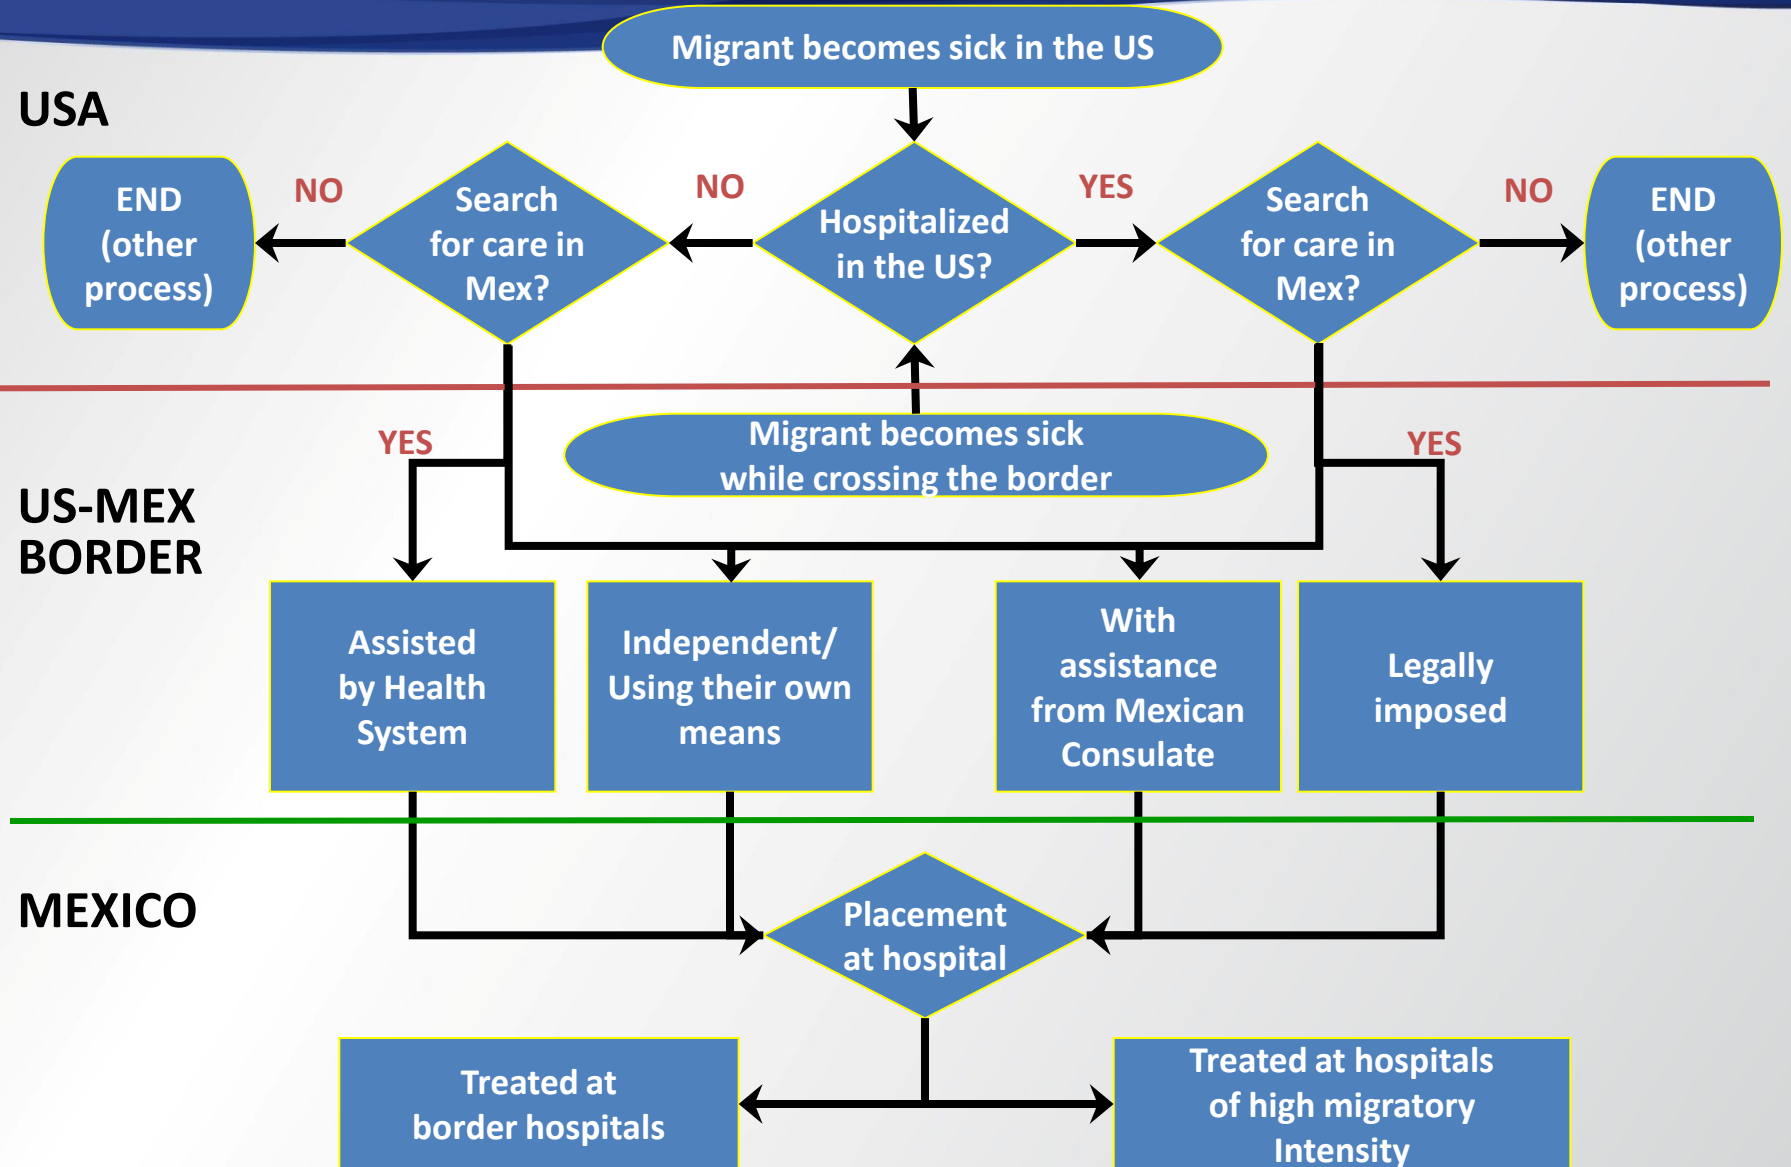 Migrant becomes sick in the US
USA
END
(other
process)
NO
Search
for care in
Mex?
NO
Hospitalized
in the US?
YES
Search
for care in
Mex?
NO
END
(other
process)
YES
Migrant becomes sick
while crossing the border
YES
US-MEX
BORDER
Assisted
by Health
System
Independent/
Using their own
means
With
assistance
from Mexican
Consulate
Legally
imposed
MEXICO
Placement
at hospital
Treated at
border hospitals
Treated at hospitals
of high migratory
Intensity